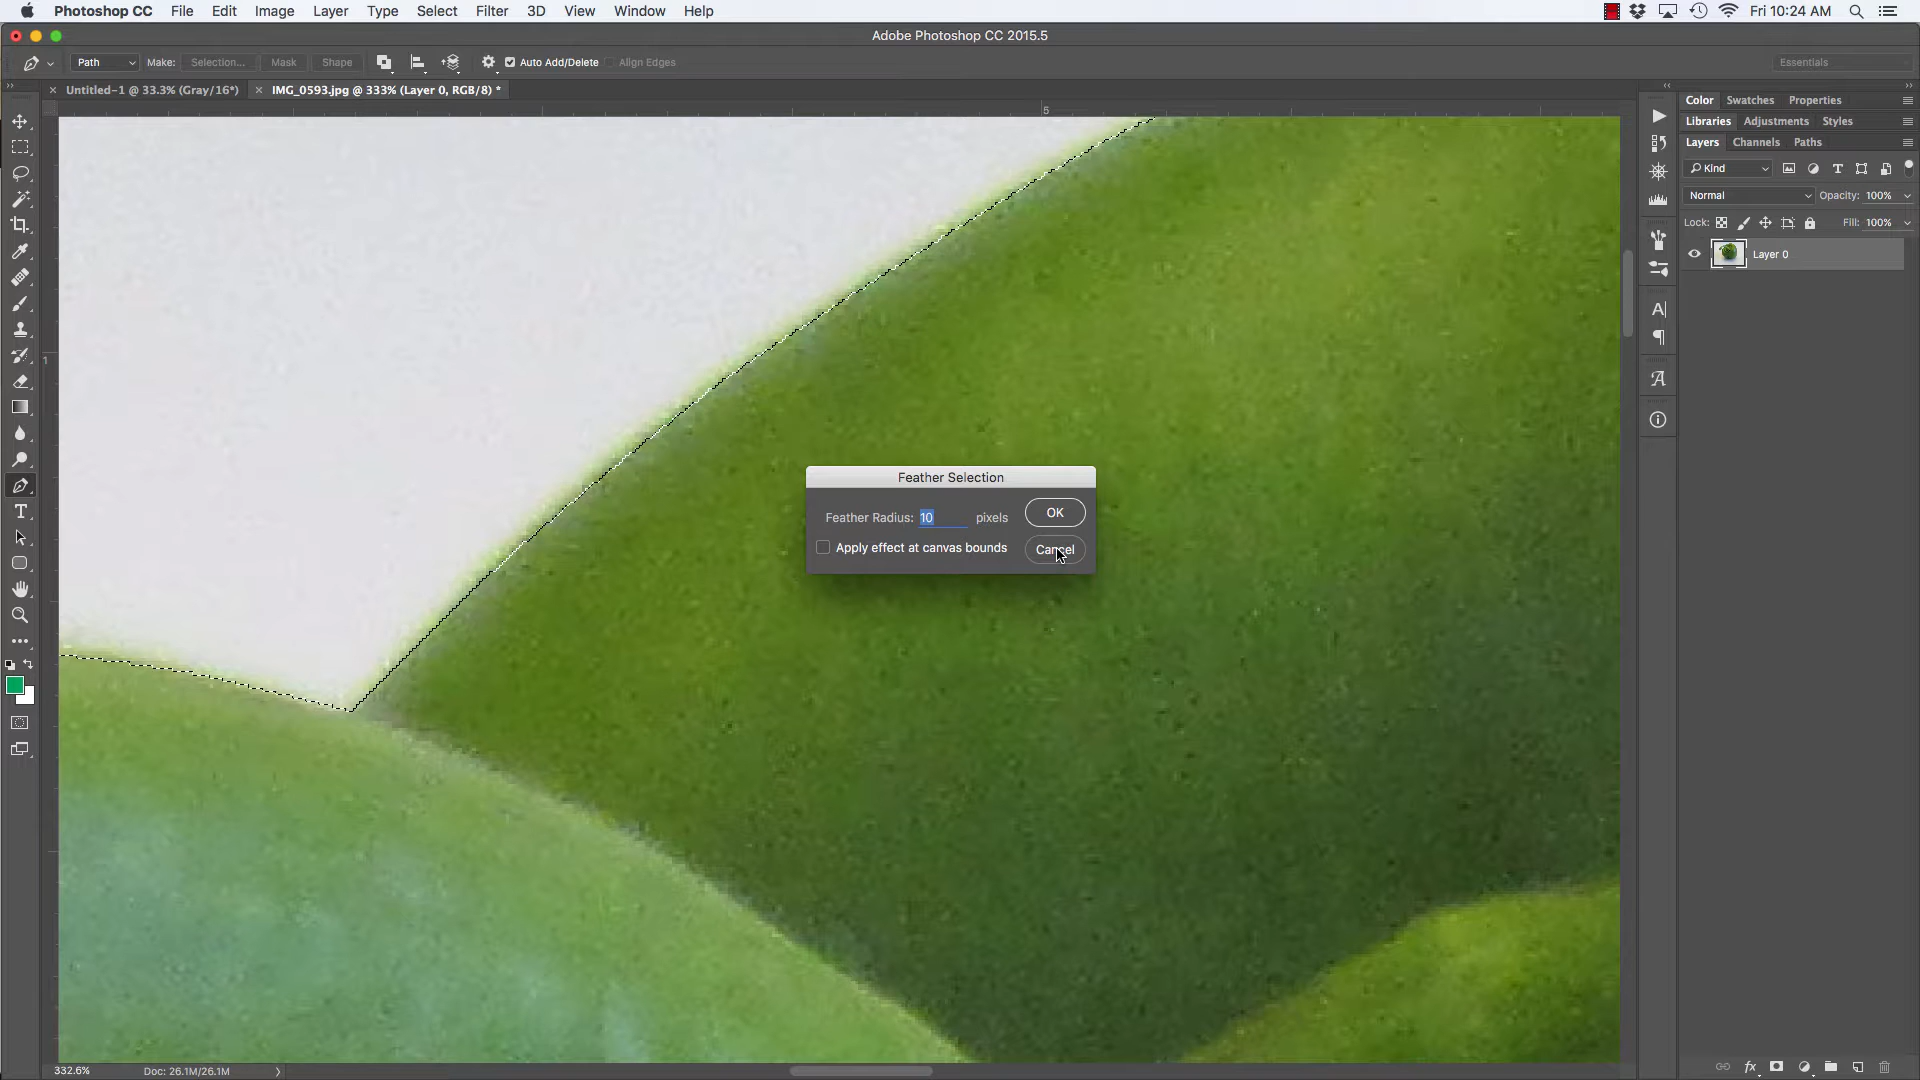 Photoshop CC File Edit Image Layer Type Select Filter 3D View Window Help Fri 10:24 AM
Adobe Photoshop CC 2015.5
Path Make: Selection... Mask Shape Auto Add/Delete Align Edges Essentials
Untitled-1 @ 33.3% (Gray/16*) IMG_0593.jpg @ 333% (Layer 0, RGB/8) *
Color Swatches Properties
5
Libraries Adjustments Styles
Layers Channels Paths
Kind
Normal Opacity: 100%
Lock: Fill: 100%
Layer 0
1
Feather Selection
Feather Radius: 10 pixels OK
Apply effect at canvas bounds Cancel
332.6% Doc: 26.1M/26.1M